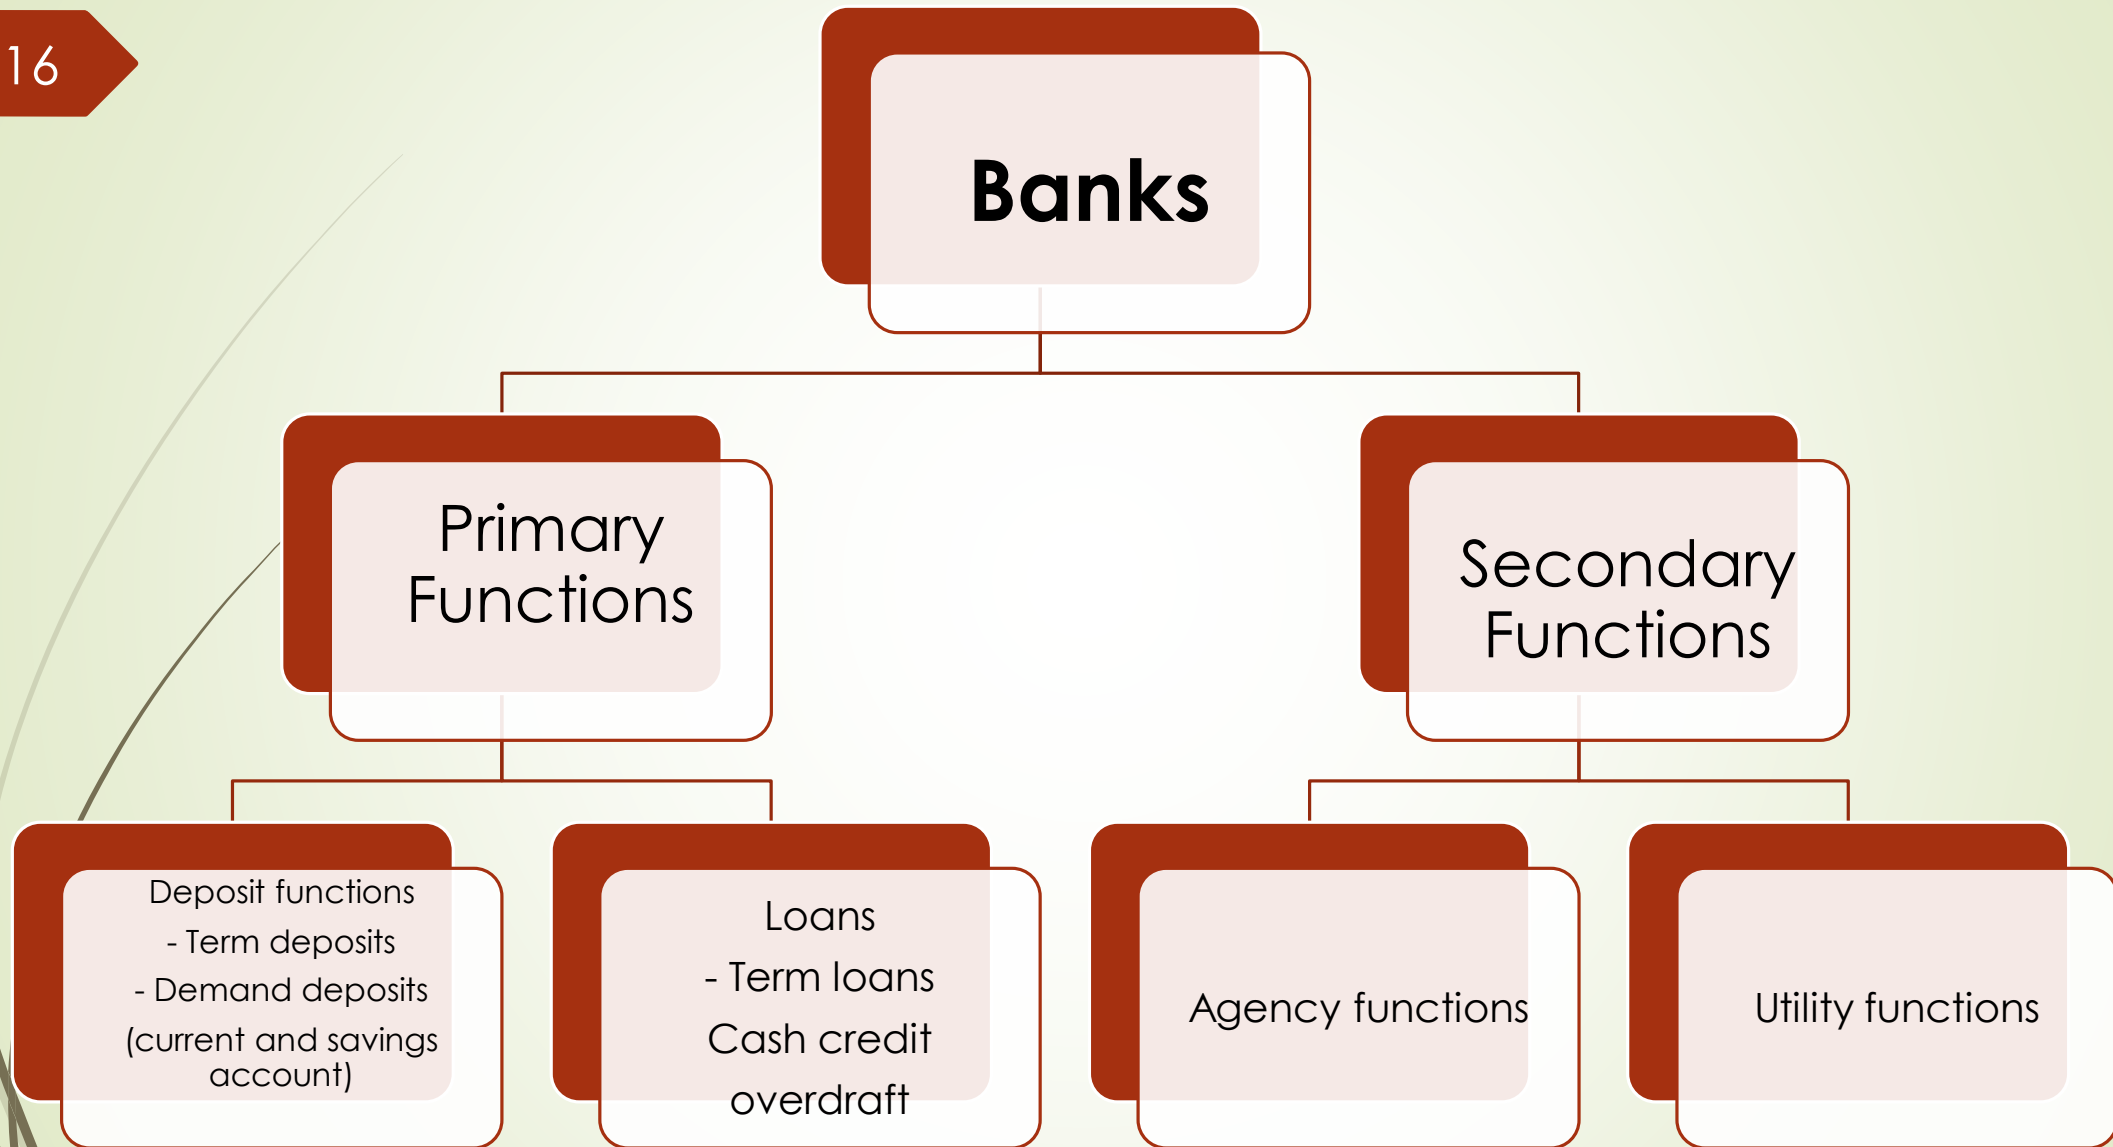 16
Banks
Primary
Functions
Secondary
Functions
Deposit functions
- Term deposits
- Demand deposits
(current and savings
account)
Loans
- Term loans
Cash credit
overdraft
Agency functions
Utility functions